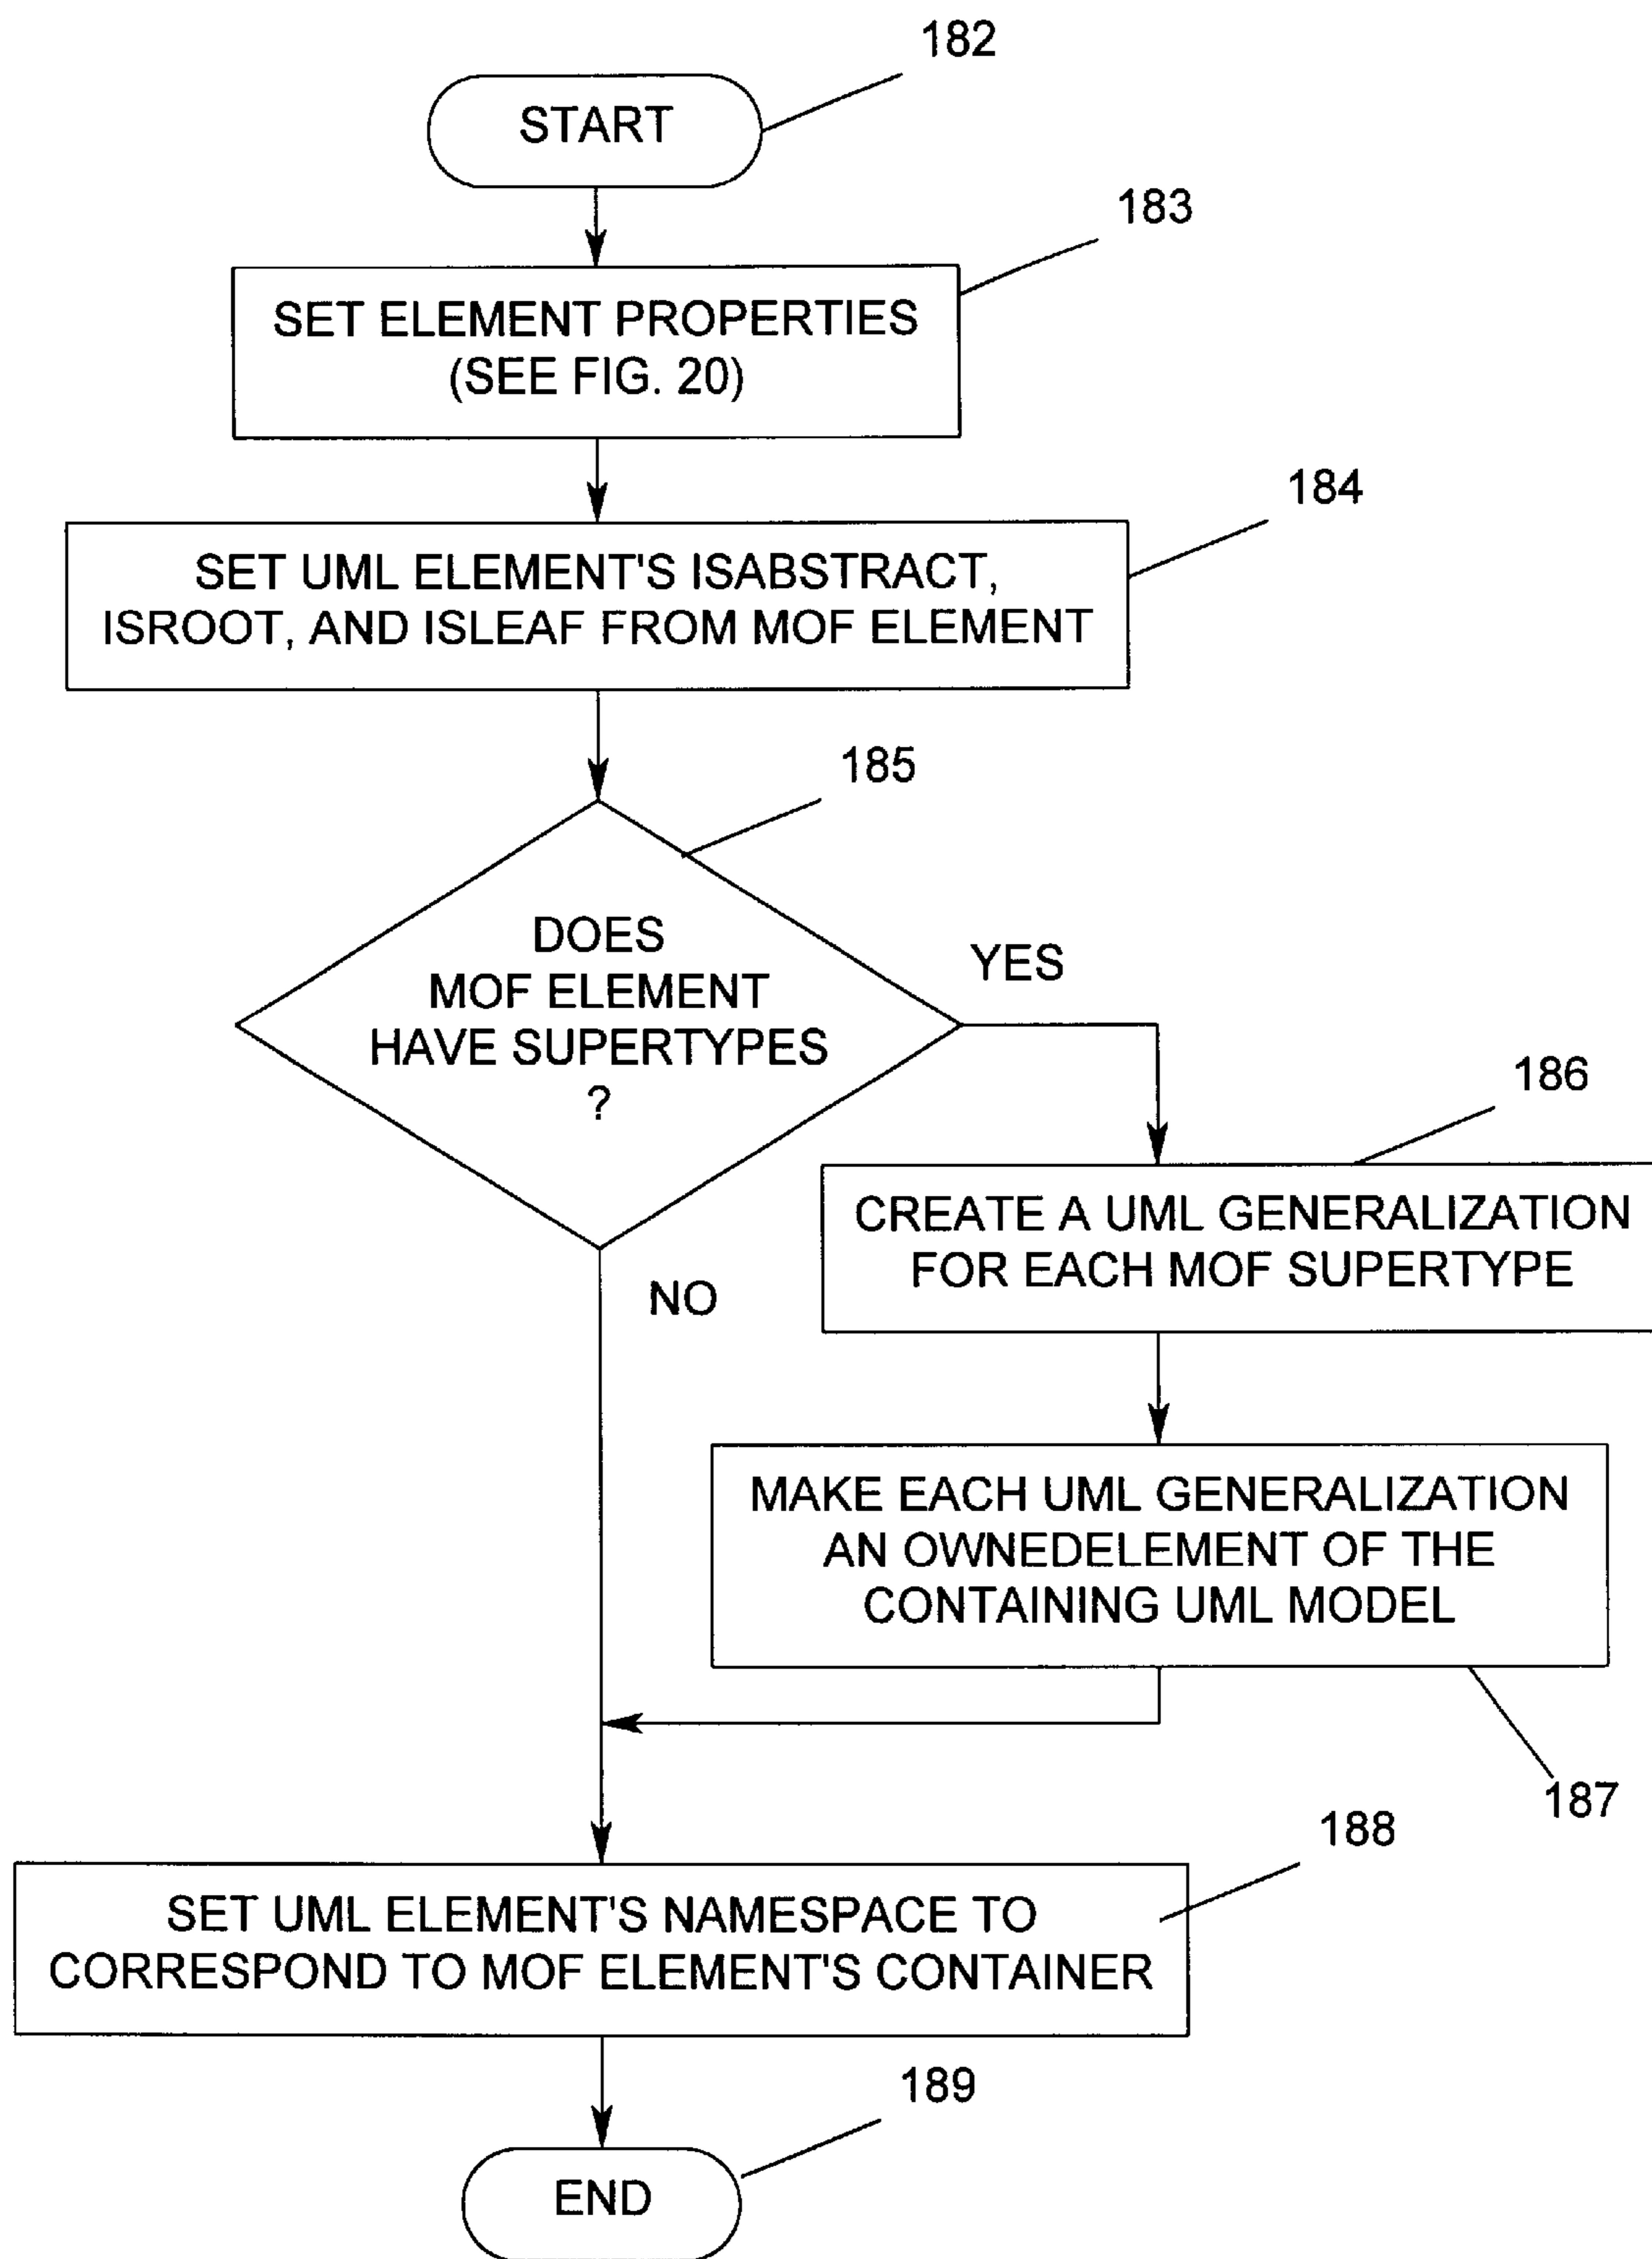 182
START
183
SET ELEMENT PROPERTIES
(SEE FIG. 20)
184
SET UML ELEMENT'S ISABSTRACT,
ISROOT, AND ISLEAF FROM MOF ELEMENT
185
DOES
MOF ELEMENT
HAVE SUPERTYPES
?
YES
186
CREATE A UML GENERALIZATION
FOR EACH MOF SUPERTYPE
NO
MAKE EACH UML GENERALIZATION
AN OWNEDELEMENT OF THE
CONTAINING UML MODEL
187
188
SET UML ELEMENT'S NAMESPACE TO
CORRESPOND TO MOF ELEMENT'S CONTAINER
189
END